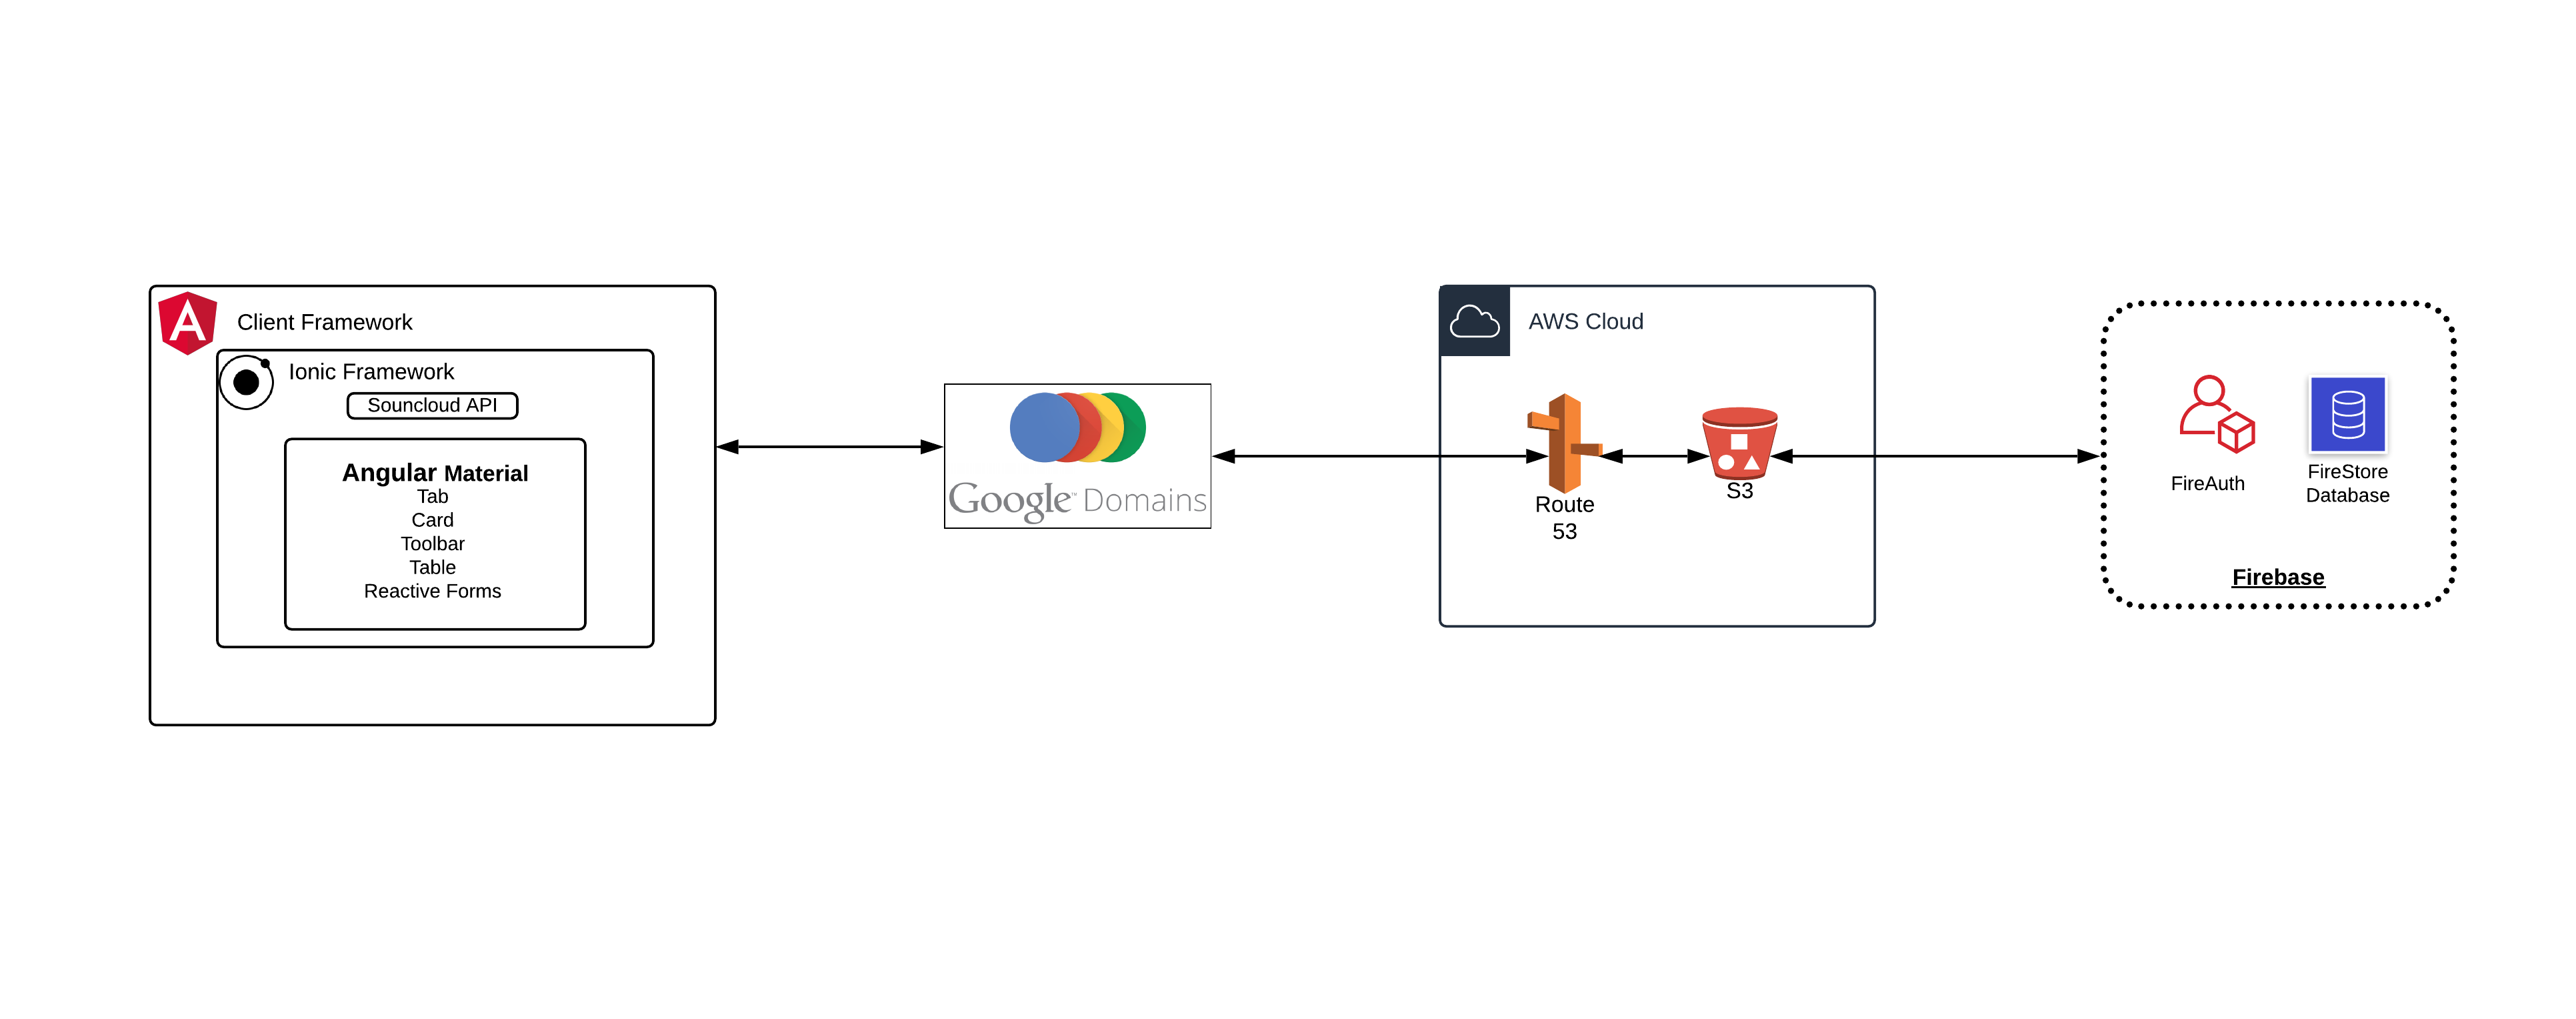 Client Framework
Ionic Framework
Souncloud API
Angular Material
Tab
Card
Toolbar
Table
Reactive Forms
Google™ Domains
AWS Cloud
Route
53
S3
FireAuth
FireStore
Database
Firebase